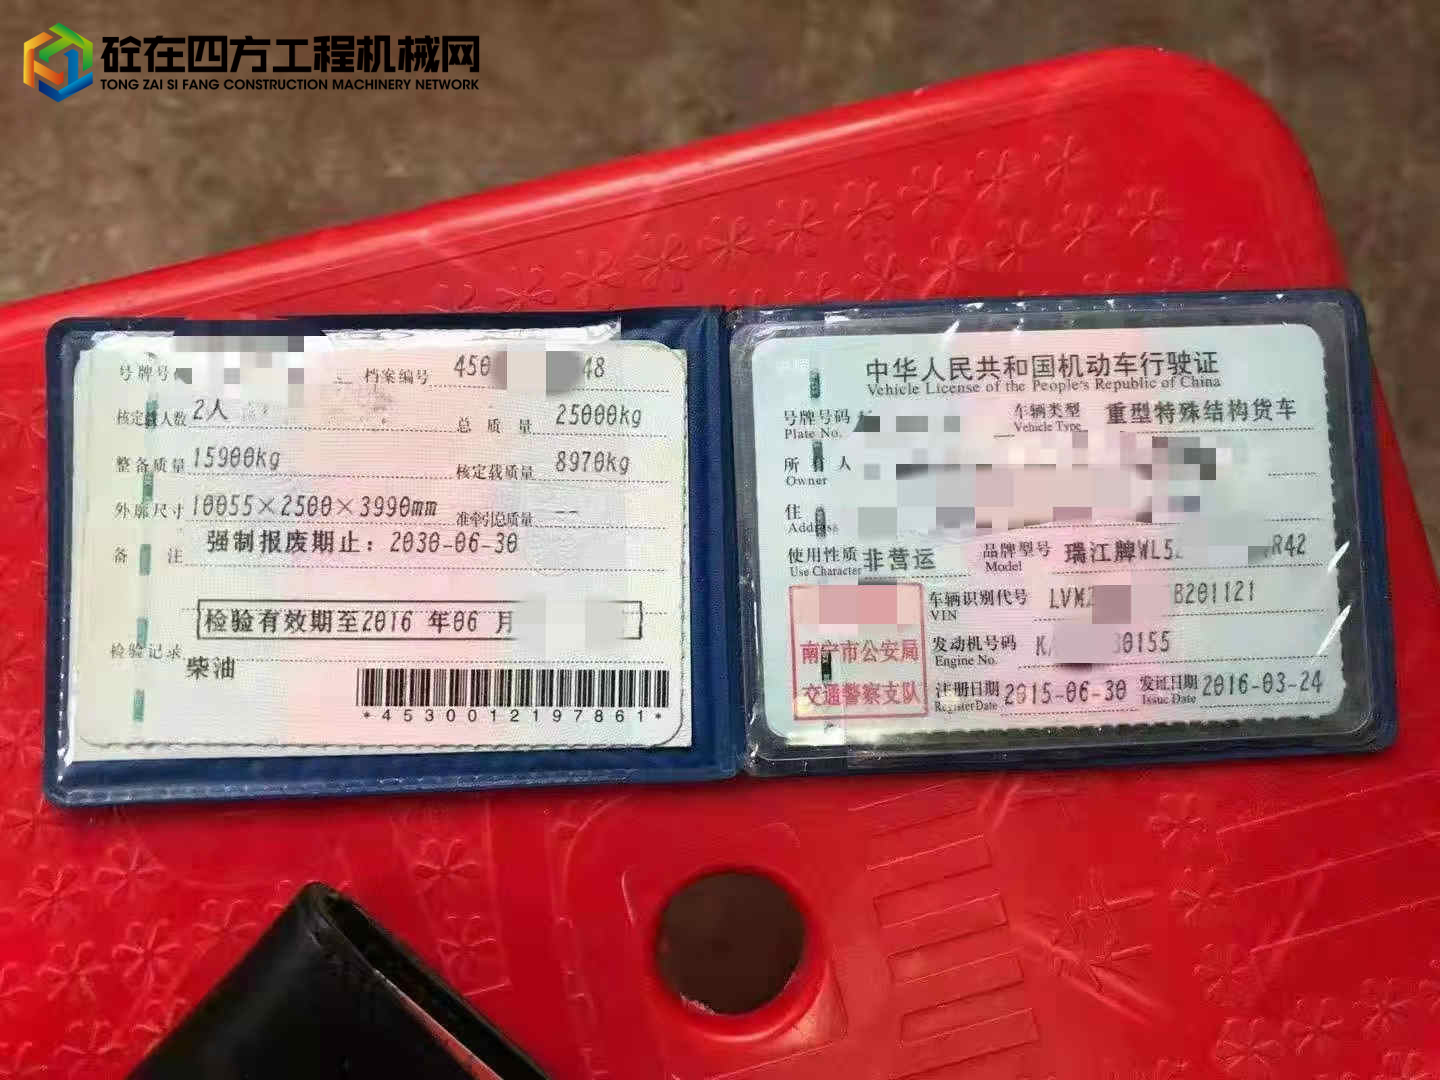 砼在四方工程机械网
TONG ZAI SI FANG CONSTRUCTION MACHINERY NETWORK
号牌号
档案编号 450 48
核定载人数 2人
总质量 25000kg
整备质量 15900kg
核定载质量 8970kg
外廓尺寸 10055×2500×3990mm
准牵引总质量 --
备注 强制报废期止：2030-06-30
检验有效期至2016 年06 月
检验记录
柴油
*4530012197861*
中华人民共和国机动车行驶证
Vehicle License of the People's Republic of China
号牌号码
Plate No.
车辆类型 重型特殊结构货车
Vehicle Type
所有人
Owner
住
Address
使用性质 非营运
Use Character
品牌型号 瑞江牌WL5 R42
Model
南宁市公安局
交通警察支队
车辆识别代号 LVM B201121
VIN
发动机号码 K 30155
Engine No.
注册日期 2015-06-30
Register Date
发证日期 2016-03-24
Issue Date